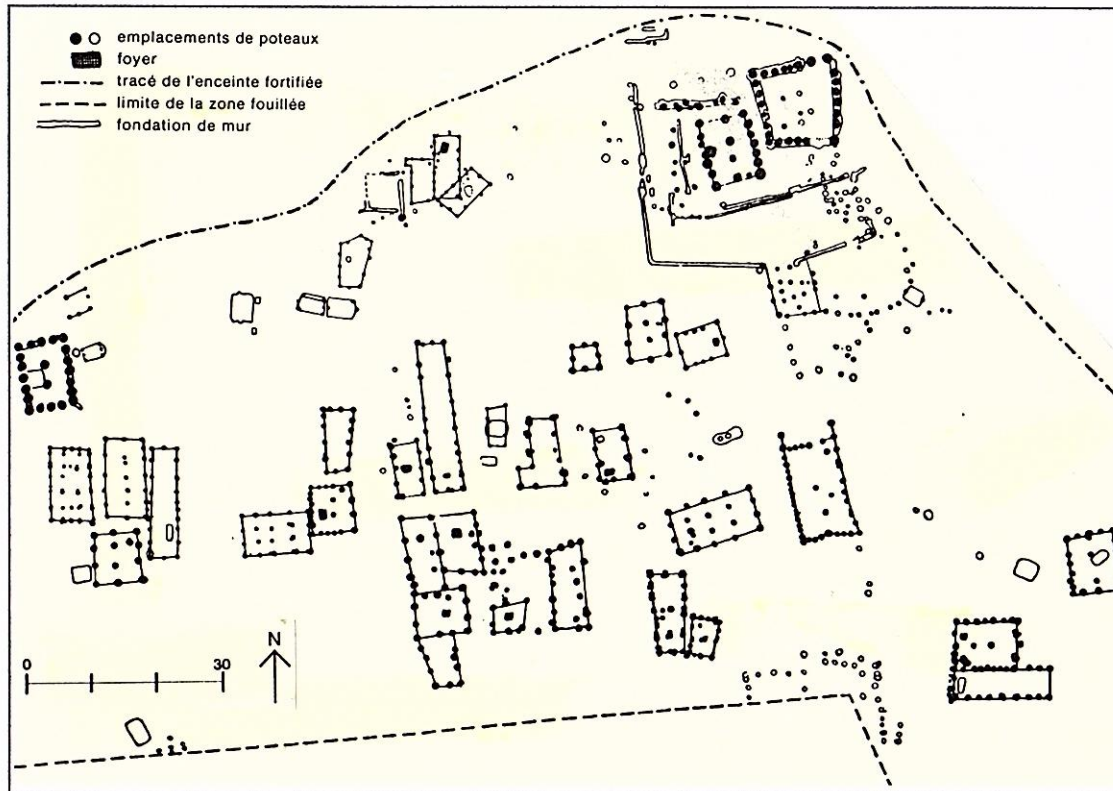 emplacements de poteaux
foyer
tracé de l'enceinte fortifiée
limite de la zone fouillée
fondation de mur
N
0 30